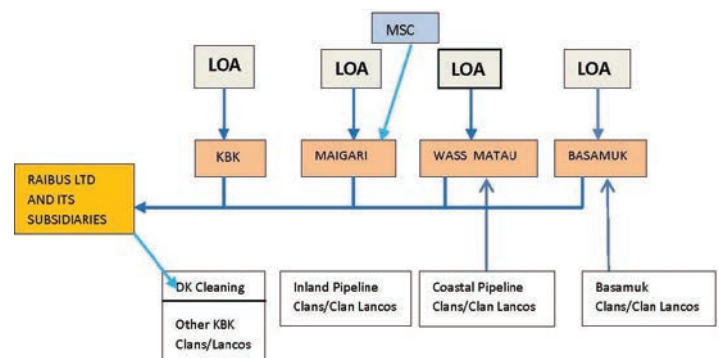 MSC
LOA
LOA
LOA
LOA
KBK
MAIGARI
WASS MATAU
BASAMUK
RAIBUS LTD
AND ITS
SUBSIDIARIES
DK Cleaning
Other KBK
Clans/Lancos
Inland Pipeline
Clans/Clan Lancos
Coastal Pipeline
Clans/Clan Lancos
Basamuk
Clans/Clan Lancos